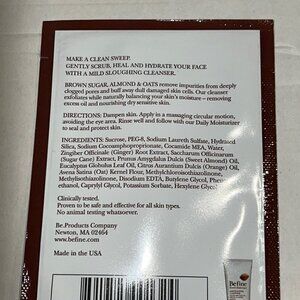 MAKE A CLEAN SWEEP.
GENTLY SCRUB, HEAL AND HYDRATE YOUR FACE
WITH A MILD SLOUGHING CLEANSER.
BROWN SUGAR, ALMOND & OATS remove impurities from deeply
clogged pores and buff away dull damaged skin cells. Our cleanser
exfoliates while naturally balancing your skin's moisture – removing
excess oil and nourishing dry sensitive skin.
DIRECTIONS: Dampen skin. Apply in a massaging circular motion,
avoiding the eye area. Rinse well and follow with our Daily Moisturizer
to seal and protect skin.
INGREDIENTS: Sucrose, PEG-8, Sodium Laureth Sulfate, Hydrated
Silica, Sodium Cocoamphopropionate, Cocamide MEA, Water,
Zingiber Officinale (Ginger) Root Extract, Saccharum Officinarum
(Sugar Cane) Extract, Prunus Amygdalus Dulcis (Sweet Almond) Oil,
Eucalyptus Globulus Leaf Oil, Citrus Aurantium Dulcis (Orange) Oil,
Avena Sativa (Oat) Kernel Flour, Methylchloroisothiazolinone,
Methylisothiazolinone, Disodium EDTA, Butylene Glycol, Phen-
ethanol, Caprylyl Glycol, Potassium Sorbate, Hexylene Glycol
Clinically tested.
Proven to be safe and effective for all skin types.
No animal testing whatsoever.
Be.Products Company
Newton, MA 02464
www.befine.com
Made in the USA
Befine